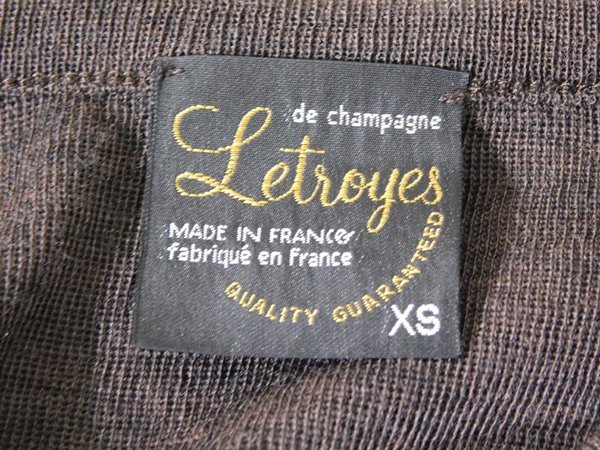 de champagne
Letroyes
MADE IN FRANCE
fabriqué en france
QUALITY GUARANTEED
XS